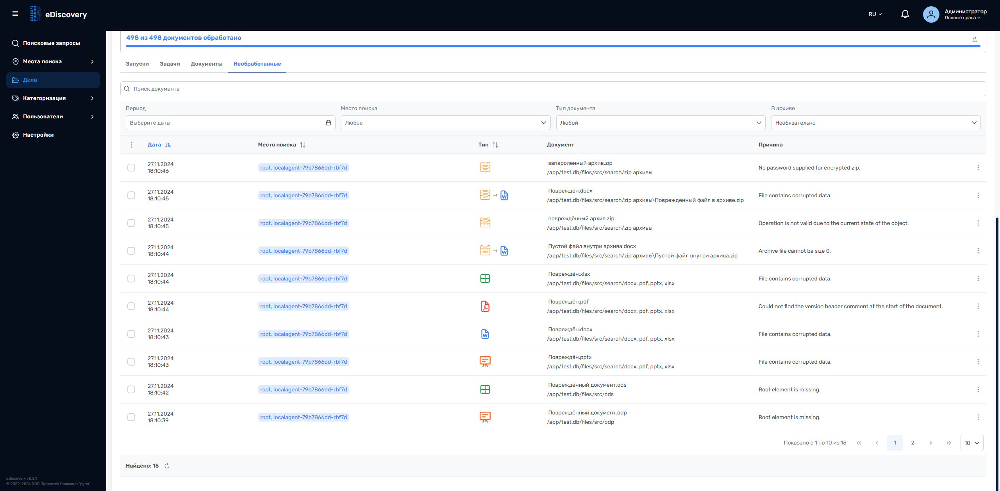 eDiscovery
RU
Администратор
Полные права
Поисковые запросы
Места поиска
Дела
Категоризация
Пользователи
Настройки
498 из 498 документов обработано
Запуски Задачи Документы Необработанные
Поиск документа
Период Место поиска Тип документа В архиве
Выберите даты Любое Любой Необязательно
Дата Место поиска Тип Документ Причина
27.11.2024
18:10:46
root, localagent-79b7866dd-rbf7d
запароленный архив.zip
/app/test.db/files/src/search/zip архивы
No password supplied for encrypted zip.
27.11.2024
18:10:45
root, localagent-79b7866dd-rbf7d
Повреждён.docx
/app/test.db/files/src/search/zip архивы\Повреждённый файл в архиве.zip
File contains corrupted data.
27.11.2024
18:10:45
root, localagent-79b7866dd-rbf7d
повреждённый архив.zip
/app/test.db/files/src/search/zip архивы
Operation is not valid due to the current state of the object.
27.11.2024
18:10:44
root, localagent-79b7866dd-rbf7d
Пустой файл внутри архива.docx
/app/test.db/files/src/search/zip архивы\Пустой файл внутри архива.zip
Archive file cannot be size 0.
27.11.2024
18:10:44
root, localagent-79b7866dd-rbf7d
Повреждён.xlsx
/app/test.db/files/src/search/docx, pdf, pptx, xlsx
File contains corrupted data.
27.11.2024
18:10:44
root, localagent-79b7866dd-rbf7d
Повреждён.pdf
/app/test.db/files/src/search/docx, pdf, pptx, xlsx
Could not find the version header comment at the start of the document.
27.11.2024
18:10:43
root, localagent-79b7866dd-rbf7d
Повреждён.docx
/app/test.db/files/src/search/docx, pdf, pptx, xlsx
File contains corrupted data.
27.11.2024
18:10:43
root, localagent-79b7866dd-rbf7d
Повреждён.pptx
/app/test.db/files/src/search/docx, pdf, pptx, xlsx
File contains corrupted data.
27.11.2024
18:10:42
root, localagent-79b7866dd-rbf7d
Повреждённый документ.ods
/app/test.db/files/src/ods
Root element is missing.
27.11.2024
18:10:39
root, localagent-79b7866dd-rbf7d
Повреждённый документ.odp
/app/test.db/files/src/odp
Root element is missing.
Показано с 1 по 10 из 15 1 2 10
Найдено: 15
eDiscovery v0.2.1
© 2022-2024 ООО "Кросстех Солюшнс Групп"